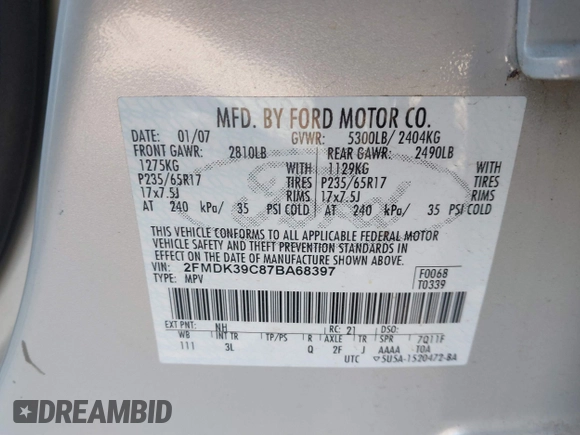 MFD. BY FORD MOTOR CO.
DATE: 01/07 GVWR: 5300LB/ 2404KG
FRONT GAWR: 2810LB REAR GAWR: 2490LB
1275KG WITH 1129KG WITH
P235/65R17 TIRES P235/65R17 TIRES
17x7.5J RIMS 17x7.5J RIMS
AT 240 kPa/ 35 PSI COLD AT 240 kPa/ 35 PSI COLD
THIS VEHICLE CONFORMS TO ALL APPLICABLE FEDERAL MOTOR
VEHICLE SAFETY AND THEFT PREVENTION STANDARDS IN
EFFECT ON THE DATE OF MANUFACTURE SHOWN ABOVE.
VIN: 2FMDK39C87BA68397 F0068
TYPE: MPV T0339
EXT PNT: NH RC: 21 DSO:
WB INT TR TP/PS R AXLE TR SPR 7Q11F
111 3L Q 2F J AAAA TOA
UTC 5U5A-1520472-BA
Ford
DREAMBID